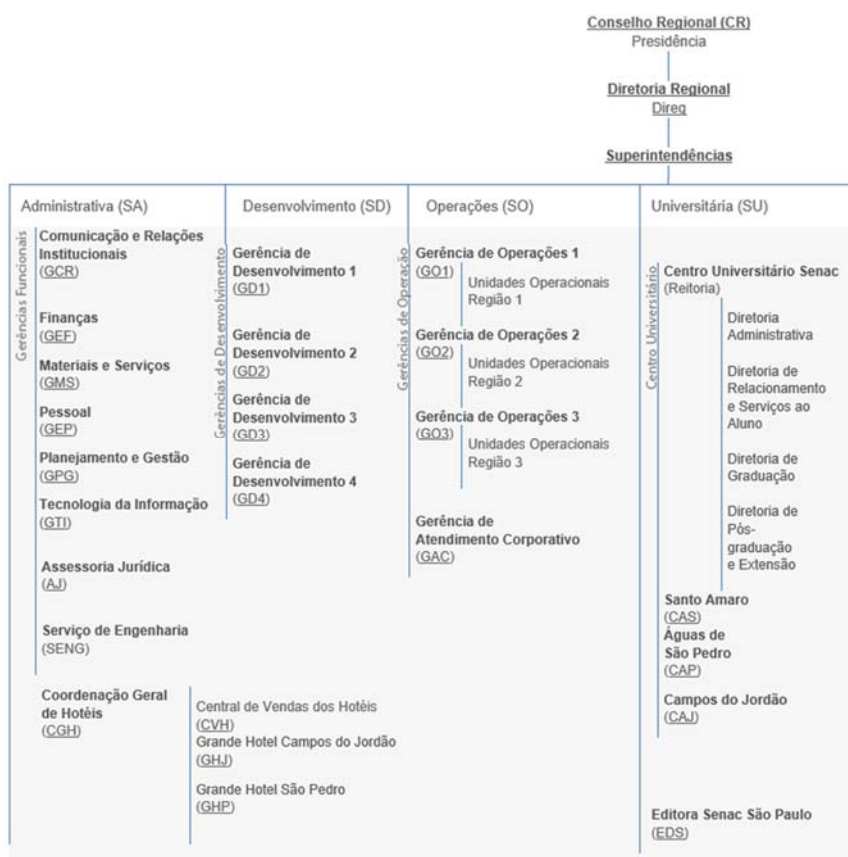 Conselho Regional (CR)
Presidência
Diretoria Regional
Direg
Superintendências
Administrativa (SA)
Gerências Funcionais
Comunicação e Relações
Institucionais
(GCR)
Finanças
(GEF)
Materiais e Serviços
(GMS)
Pessoal
(GEP)
Planejamento e Gestão
(GPG)
Tecnologia da Informação
(GTI)
Assessoria Jurídica
(AJ)
Serviço de Engenharia
(SENG)
Coordenação Geral
de Hotéis
(CGH)
Central de Vendas dos Hotéis
(CVH)
Grande Hotel Campos do Jordão
(GHJ)
Grande Hotel São Pedro
(GHP)
Desenvolvimento (SD)
Gerências de Desenvolvimento
Gerência de
Desenvolvimento 1
(GD1)
Gerência de
Desenvolvimento 2
(GD2)
Gerência de
Desenvolvimento 3
(GD3)
Gerência de
Desenvolvimento 4
(GD4)
Operações (SO)
Gerências de Operação
Gerência de Operações 1
(GO1)
Unidades Operacionais
Região 1
Gerência de Operações 2
(GO2)
Unidades Operacionais
Região 2
Gerência de Operações 3
(GO3)
Unidades Operacionais
Região 3
Gerência de
Atendimento Corporativo
(GAC)
Universitária (SU)
Centro Universitário
Centro Universitário Senac
(Reitoria)
Diretoria
Administrativa
Diretoria de
Relacionamento
e Serviços ao
Aluno
Diretoria de
Graduação
Diretoria de
Pós-
graduação
e Extensão
Santo Amaro
(CAS)
Águas de
São Pedro
(CAP)
Campos do Jordão
(CAJ)
Editora Senac São Paulo
(EDS)